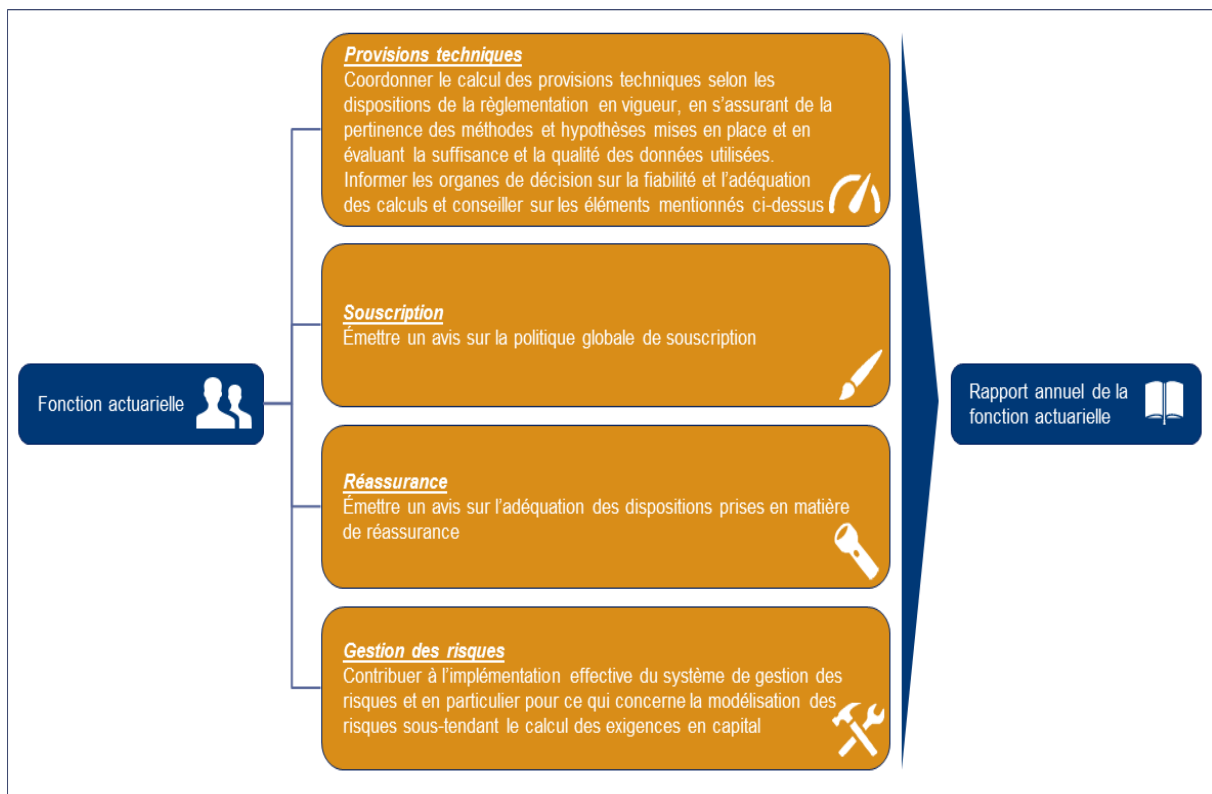 Fonction actuarielle
Provisions techniques
Coordonner le calcul des provisions techniques selon les
dispositions de la règlementation en vigueur, en s’assurant de la
pertinence des méthodes et hypothèses mises en place et en
évaluant la suffisance et la qualité des données utilisées.
Informer les organes de décision sur la fiabilité et l’adéquation
des calculs et conseiller sur les éléments mentionnés ci-dessus
Souscription
Émettre un avis sur la politique globale de souscription
Réassurance
Émettre un avis sur l’adéquation des dispositions prises en matière
de réassurance
Gestion des risques
Contribuer à l’implémentation effective du système de gestion des
risques et en particulier pour ce qui concerne la modélisation des
risques sous-tendant le calcul des exigences en capital
Rapport annuel de la
fonction actuarielle